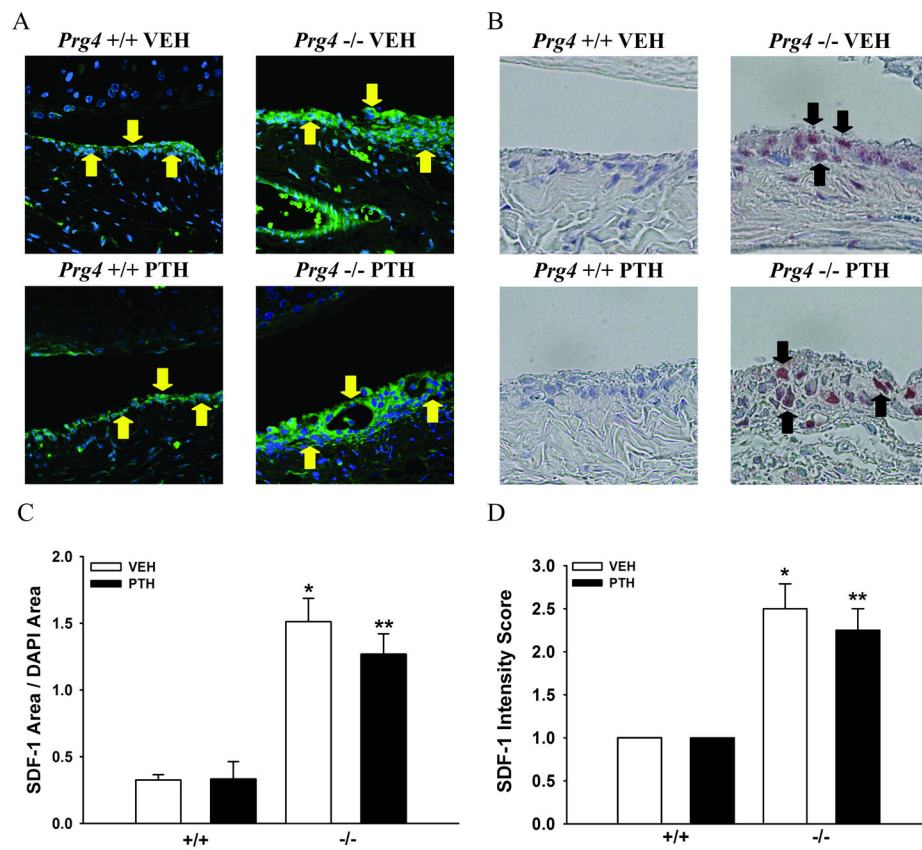 A
Prg4 +/+ VEH
Prg4 -/- VEH
Prg4 +/+ PTH
Prg4 -/- PTH
B
Prg4 +/+ VEH
Prg4 -/- VEH
Prg4 +/+ PTH
Prg4 -/- PTH
C
SDF-1 Area / DAPI Area
2.0
1.5
1.0
0.5
0.0
VEH
PTH
*
**
+/+
-/-
D
SDF-1 Intensity Score
3.0
2.5
2.0
1.5
1.0
0.5
0.0
VEH
PTH
*
**
+/+
-/-